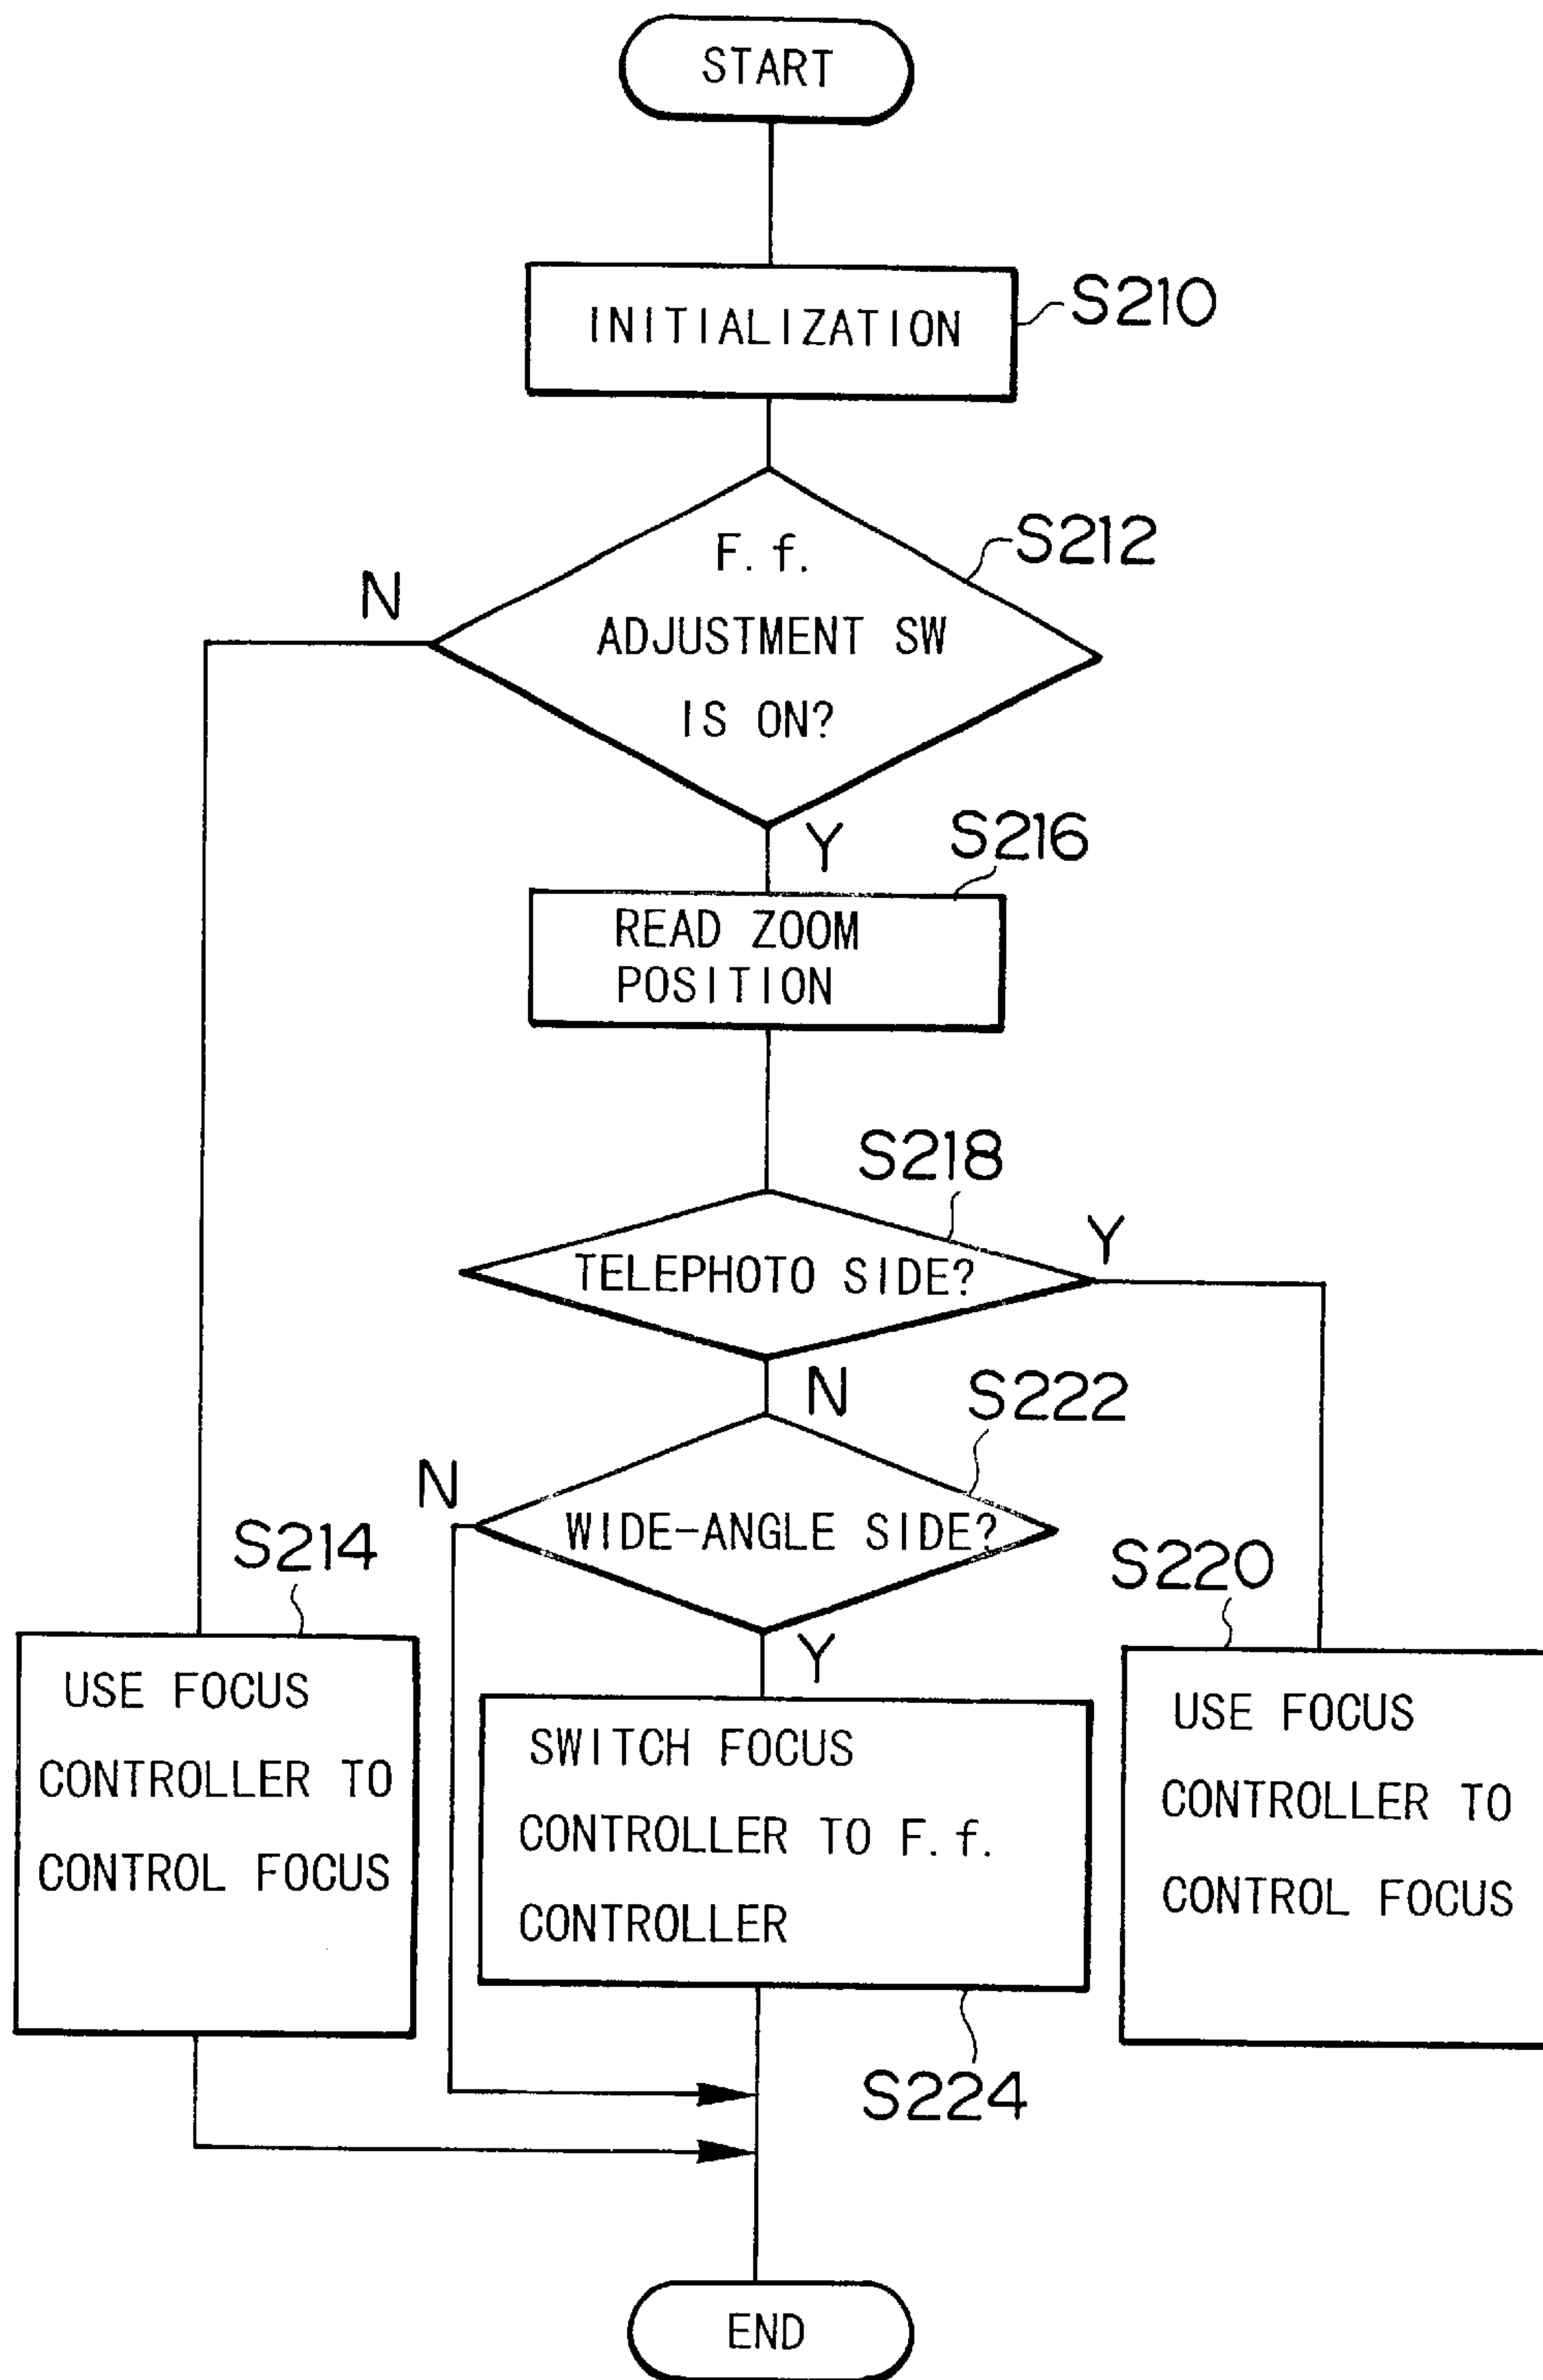 START
INITIALIZATION
S210
F. f.
ADJUSTMENT SW
IS ON?
S212
N
Y
S216
READ ZOOM
POSITION
S218
TELEPHOTO SIDE?
Y
N
S222
WIDE-ANGLE SIDE?
N
Y
S214
USE FOCUS
CONTROLLER TO
CONTROL FOCUS
SWITCH FOCUS
CONTROLLER TO F. f.
CONTROLLER
S224
S220
USE FOCUS
CONTROLLER TO
CONTROL FOCUS
END